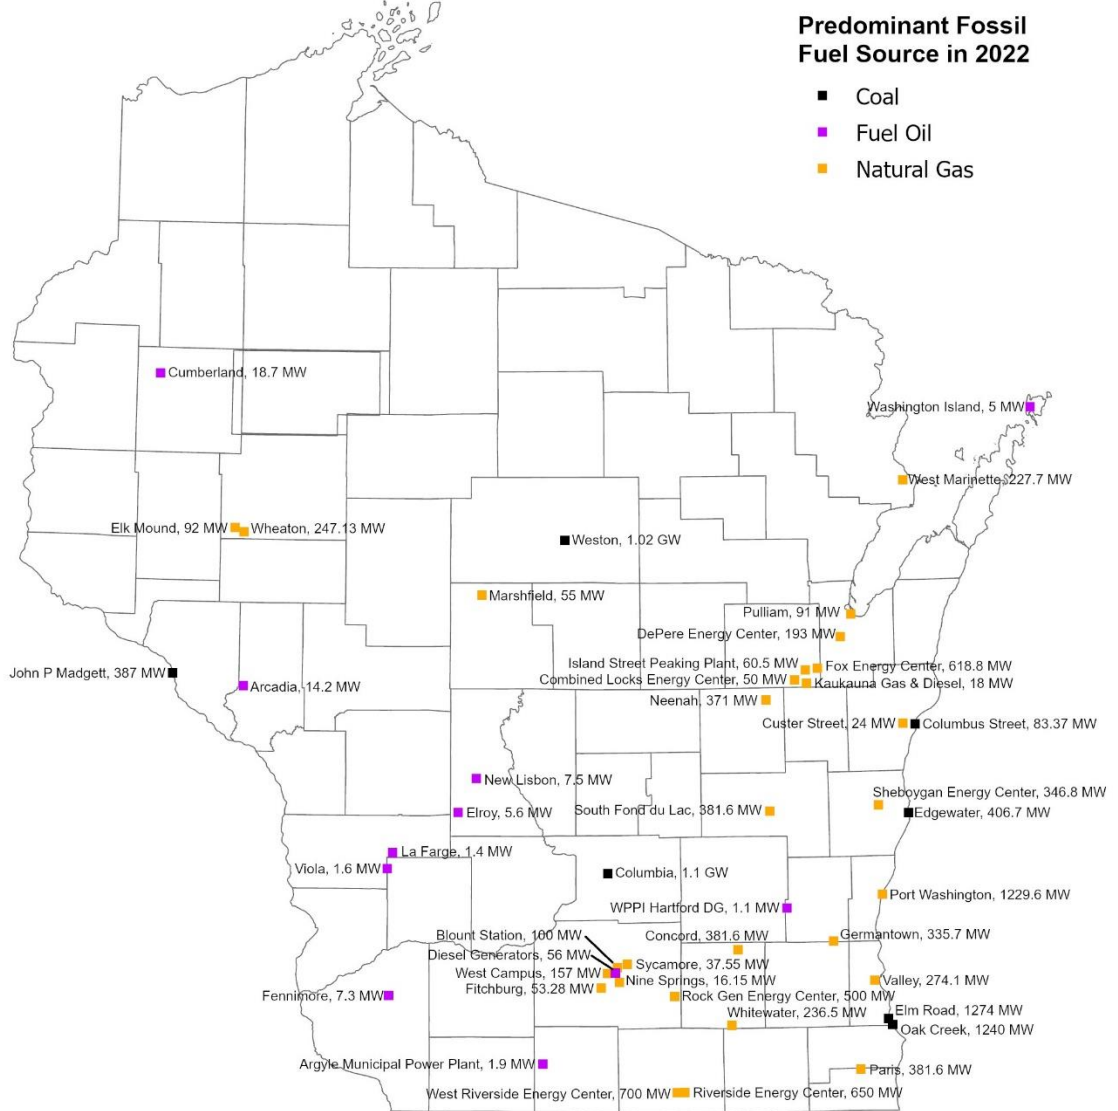 Predominant Fossil
Fuel Source in 2022
Coal
Fuel Oil
Natural Gas
Cumberland, 18.7 MW
Washington Island, 5 MW
West Marinette, 227.7 MW
Elk Mound, 92 MW
Wheaton, 247.13 MW
Weston, 1.02 GW
Marshfield, 55 MW
Pulliam, 91 MW
DePere Energy Center, 193 MW
Island Street Peaking Plant, 60.5 MW
Fox Energy Center, 618.8 MW
John P Madgett, 387 MW
Combined Locks Energy Center, 50 MW
Kaukauna Gas & Diesel, 18 MW
Arcadia, 14.2 MW
Neenah, 371 MW
Custer Street, 24 MW
Columbus Street, 83.37 MW
New Lisbon, 7.5 MW
Sheboygan Energy Center, 346.8 MW
Elroy, 5.6 MW
South Fond du Lac, 381.6 MW
Edgewater, 406.7 MW
La Farge, 1.4 MW
Viola, 1.6 MW
Columbia, 1.1 GW
Port Washington, 1229.6 MW
WPPI Hartford DG, 1.1 MW
Blount Station, 100 MW
Concord, 381.6 MW
Germantown, 335.7 MW
Diesel Generators, 56 MW
Sycamore, 37.55 MW
West Campus, 157 MW
Nine Springs, 16.15 MW
Valley, 274.1 MW
Fitchburg, 53.28 MW
Fennimore, 7.3 MW
Rock Gen Energy Center, 500 MW
Whitewater, 236.5 MW
Elm Road, 1274 MW
Oak Creek, 1240 MW
Argyle Municipal Power Plant, 1.9 MW
Paris, 381.6 MW
West Riverside Energy Center, 700 MW
Riverside Energy Center, 650 MW